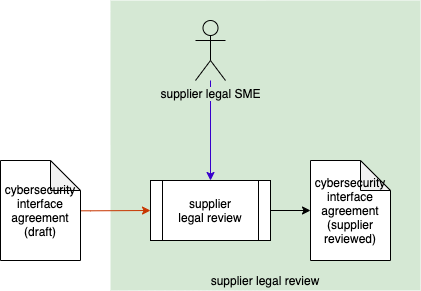 supplier legal SME
cybersecurity
interface
agreement
(draft)
supplier
legal review
cybersecurity
interface
agreement
(supplier
reviewed)
supplier legal review